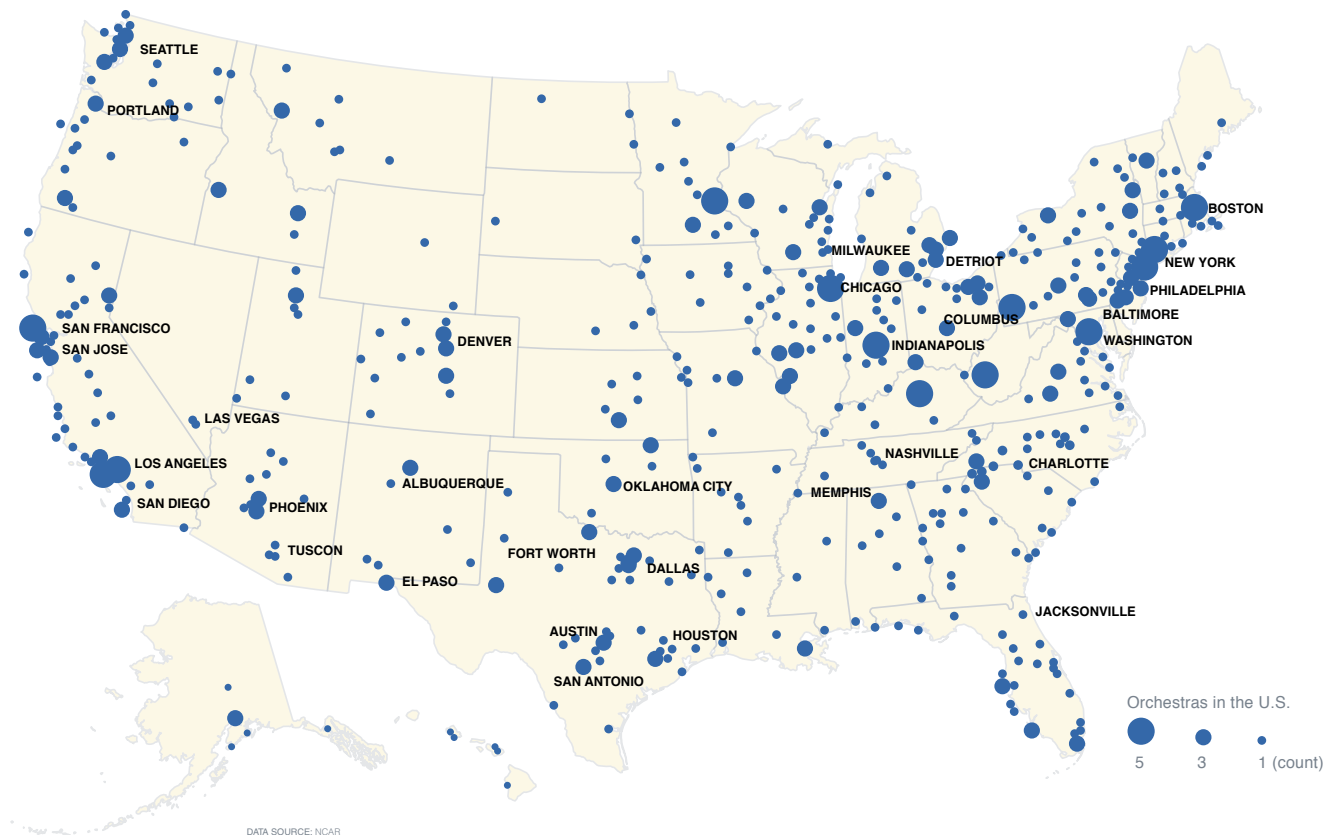 SEATTLE
PORTLAND
BOSTON
MILWAUKEE
DETRIOT
NEW YORK
CHICAGO
PHILADELPHIA
COLUMBUS
BALTIMORE
SAN FRANCISCO
WASHINGTON
DENVER
INDIANAPOLIS
SAN JOSE
LAS VEGAS
NASHVILLE
LOS ANGELES
CHARLOTTE
ALBUQUERQUE
OKLAHOMA CITY
MEMPHIS
SAN DIEGO
PHOENIX
TUSCON
FORT WORTH
DALLAS
EL PASO
JACKSONVILLE
AUSTIN
HOUSTON
SAN ANTONIO
Orchestras in the U.S.
5 3 1 (count)
DATA SOURCE: NCAR